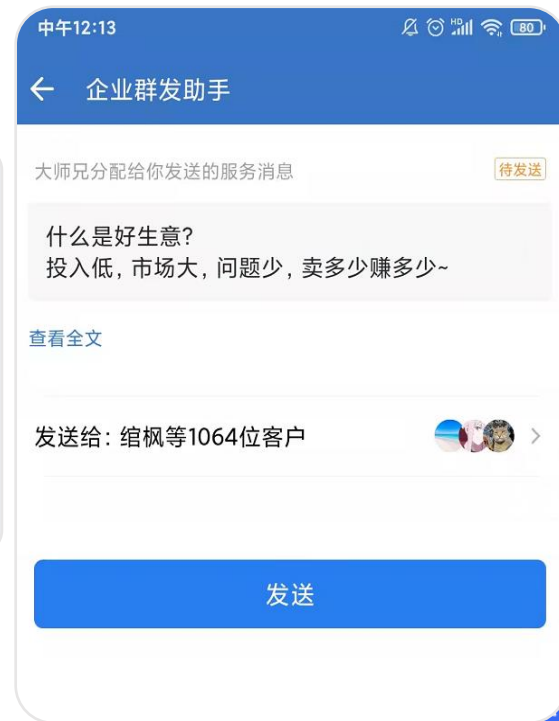 中午12:13
HD
80
企业群发助手
大师兄分配给你发送的服务消息
待发送
什么是好生意?
投入低,市场大,问题少,卖多少赚多少~
查看全文
发送给: 绾枫等1064位客户
发送